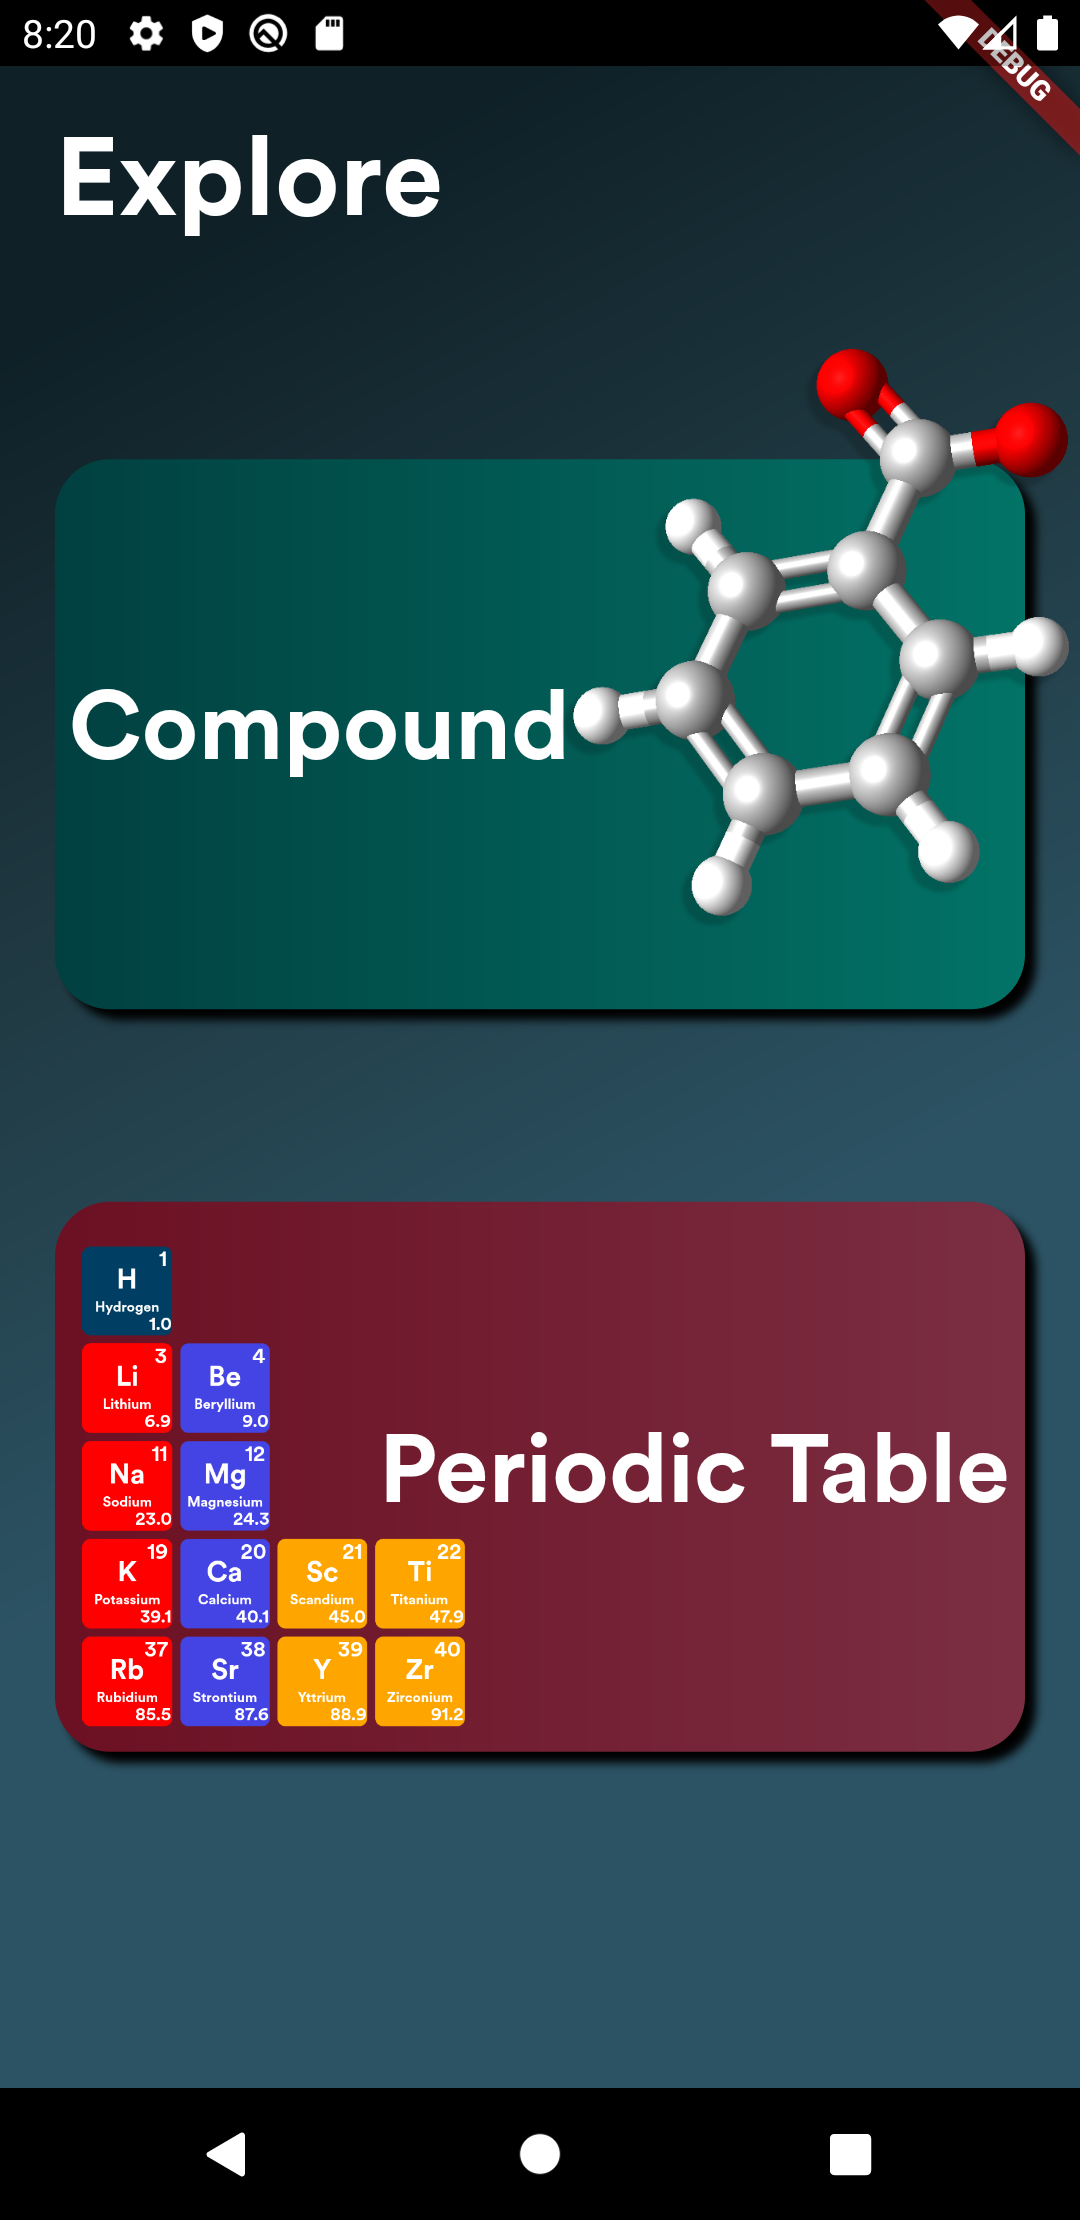 8:20
DEBUG
Explore
Compound
1
H
Hydrogen
1.0
3
Li
Lithium
6.9
4
Be
Beryllium
9.0
11
Na
Sodium
23.0
12
Mg
Magnesium
24.3
Periodic Table
19
K
Potassium
39.1
20
Ca
Calcium
40.1
21
Sc
Scandium
45.0
22
Ti
Titanium
47.9
37
Rb
Rubidium
85.5
38
Sr
Strontium
87.6
39
Y
Yttrium
88.9
40
Zr
Zirconium
91.2